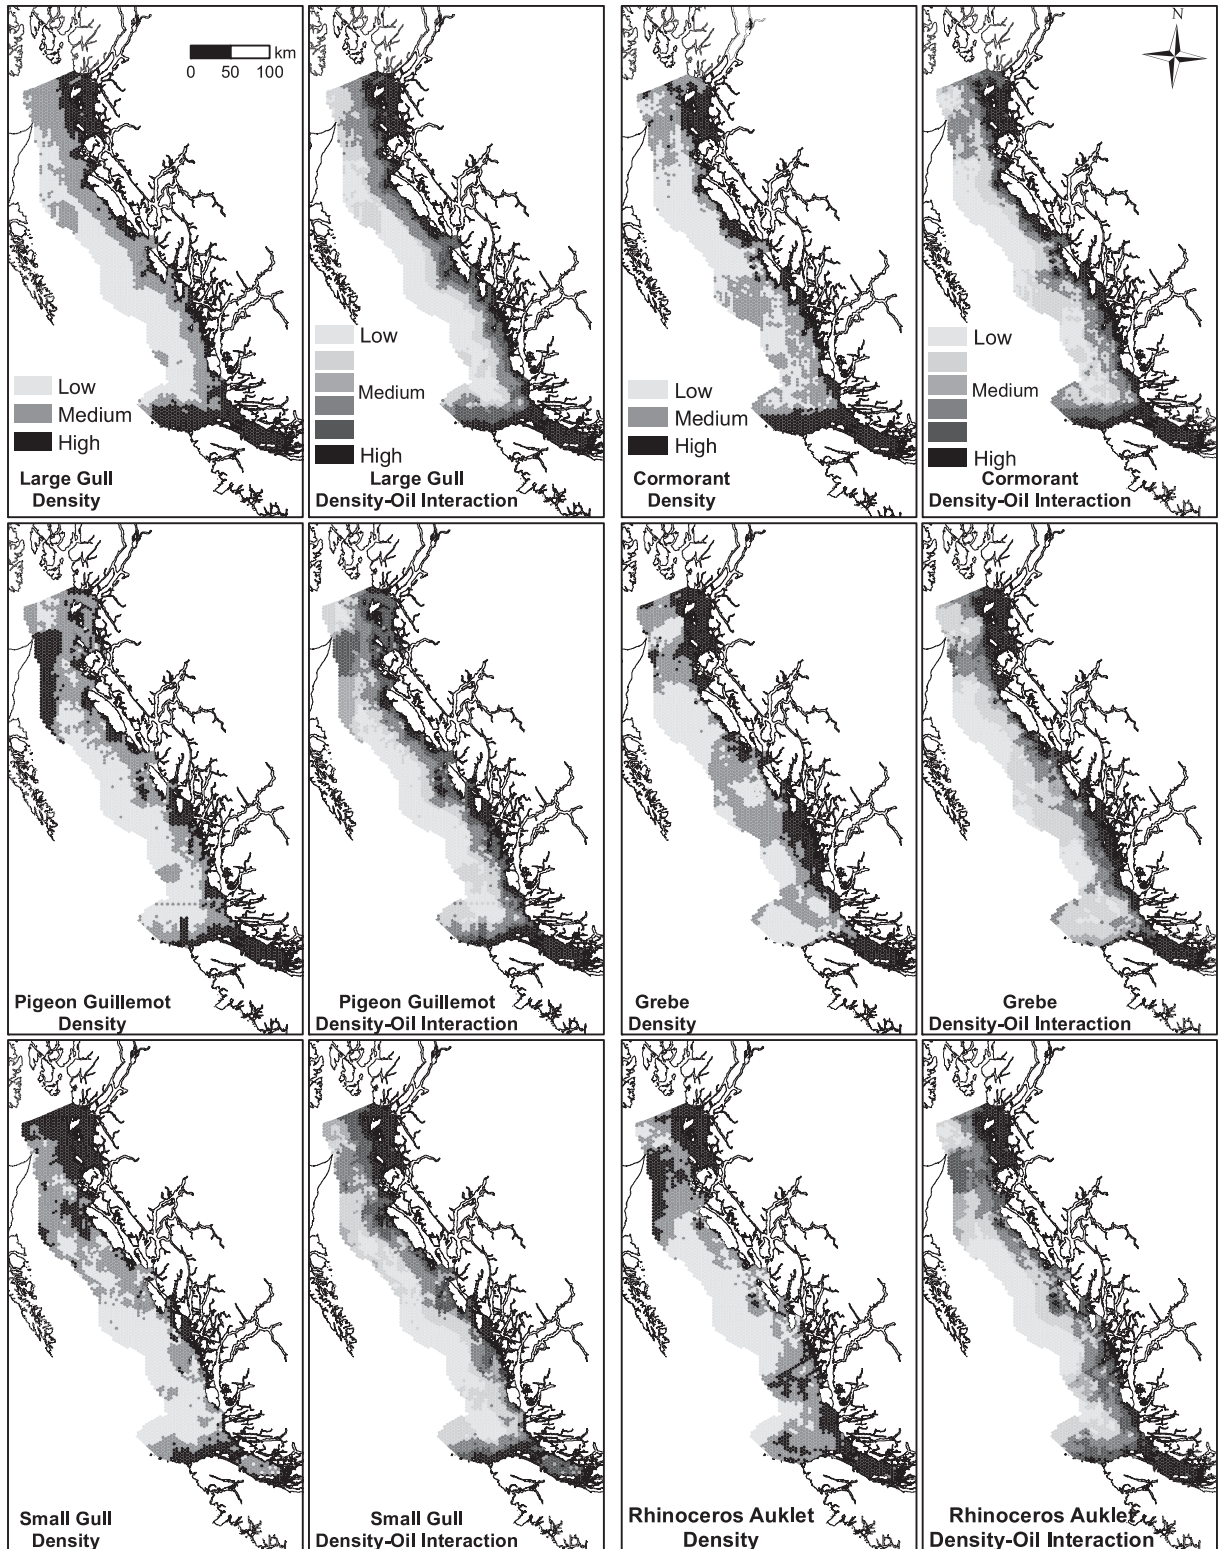 km
0 50 100
Low
Medium
High
Large Gull
Density
Low
Medium
High
Large Gull
Density-Oil Interaction
Low
Medium
High
Cormorant
Density
N
Low
Medium
High
Cormorant
Density-Oil Interaction
Pigeon Guillemot
Density
Pigeon Guillemot
Density-Oil Interaction
Grebe
Density
Grebe
Density-Oil Interaction
Small Gull
Density
Small Gull
Density-Oil Interaction
Rhinoceros Auklet
Density
Rhinoceros Auklet
Density-Oil Interaction